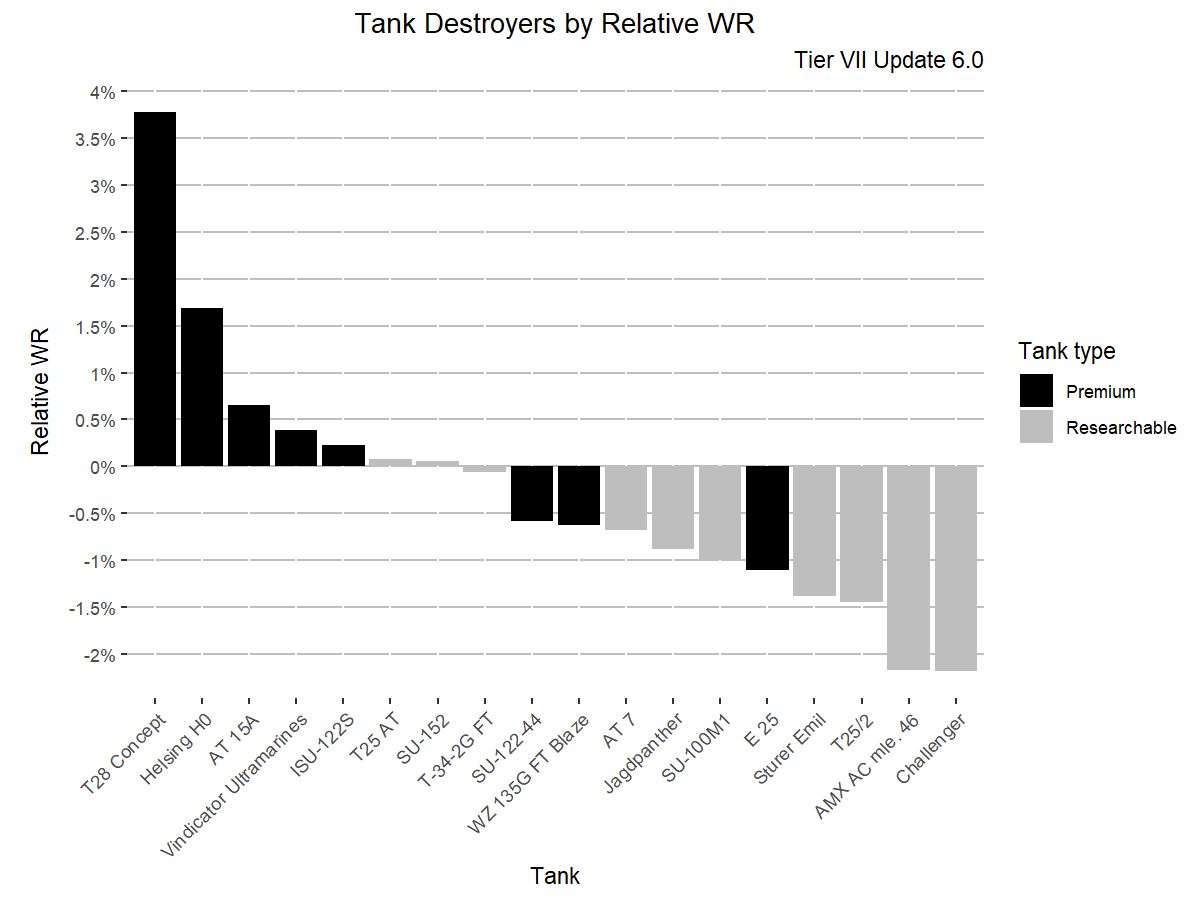 Tank Destroyers by Relative WR
Tier VII Update 6.0
4%
3.5%
3%
2.5%
2%
1.5%
1%
0.5%
0%
-0.5%
-1%
-1.5%
-2%
Relative WR
T28 Concept
Helsing H0
AT 15A
Vindicator Ultramarines
ISU-122S
T25 AT
SU-152
T-34-2G FT
SU-122-44
WZ 135G FT Blaze
AT 7
Jagdpanther
SU-100M1
E 25
Sturer Emil
T25/2
AMX AC mle. 46
Challenger
Tank
Tank type
Premium
Researchable